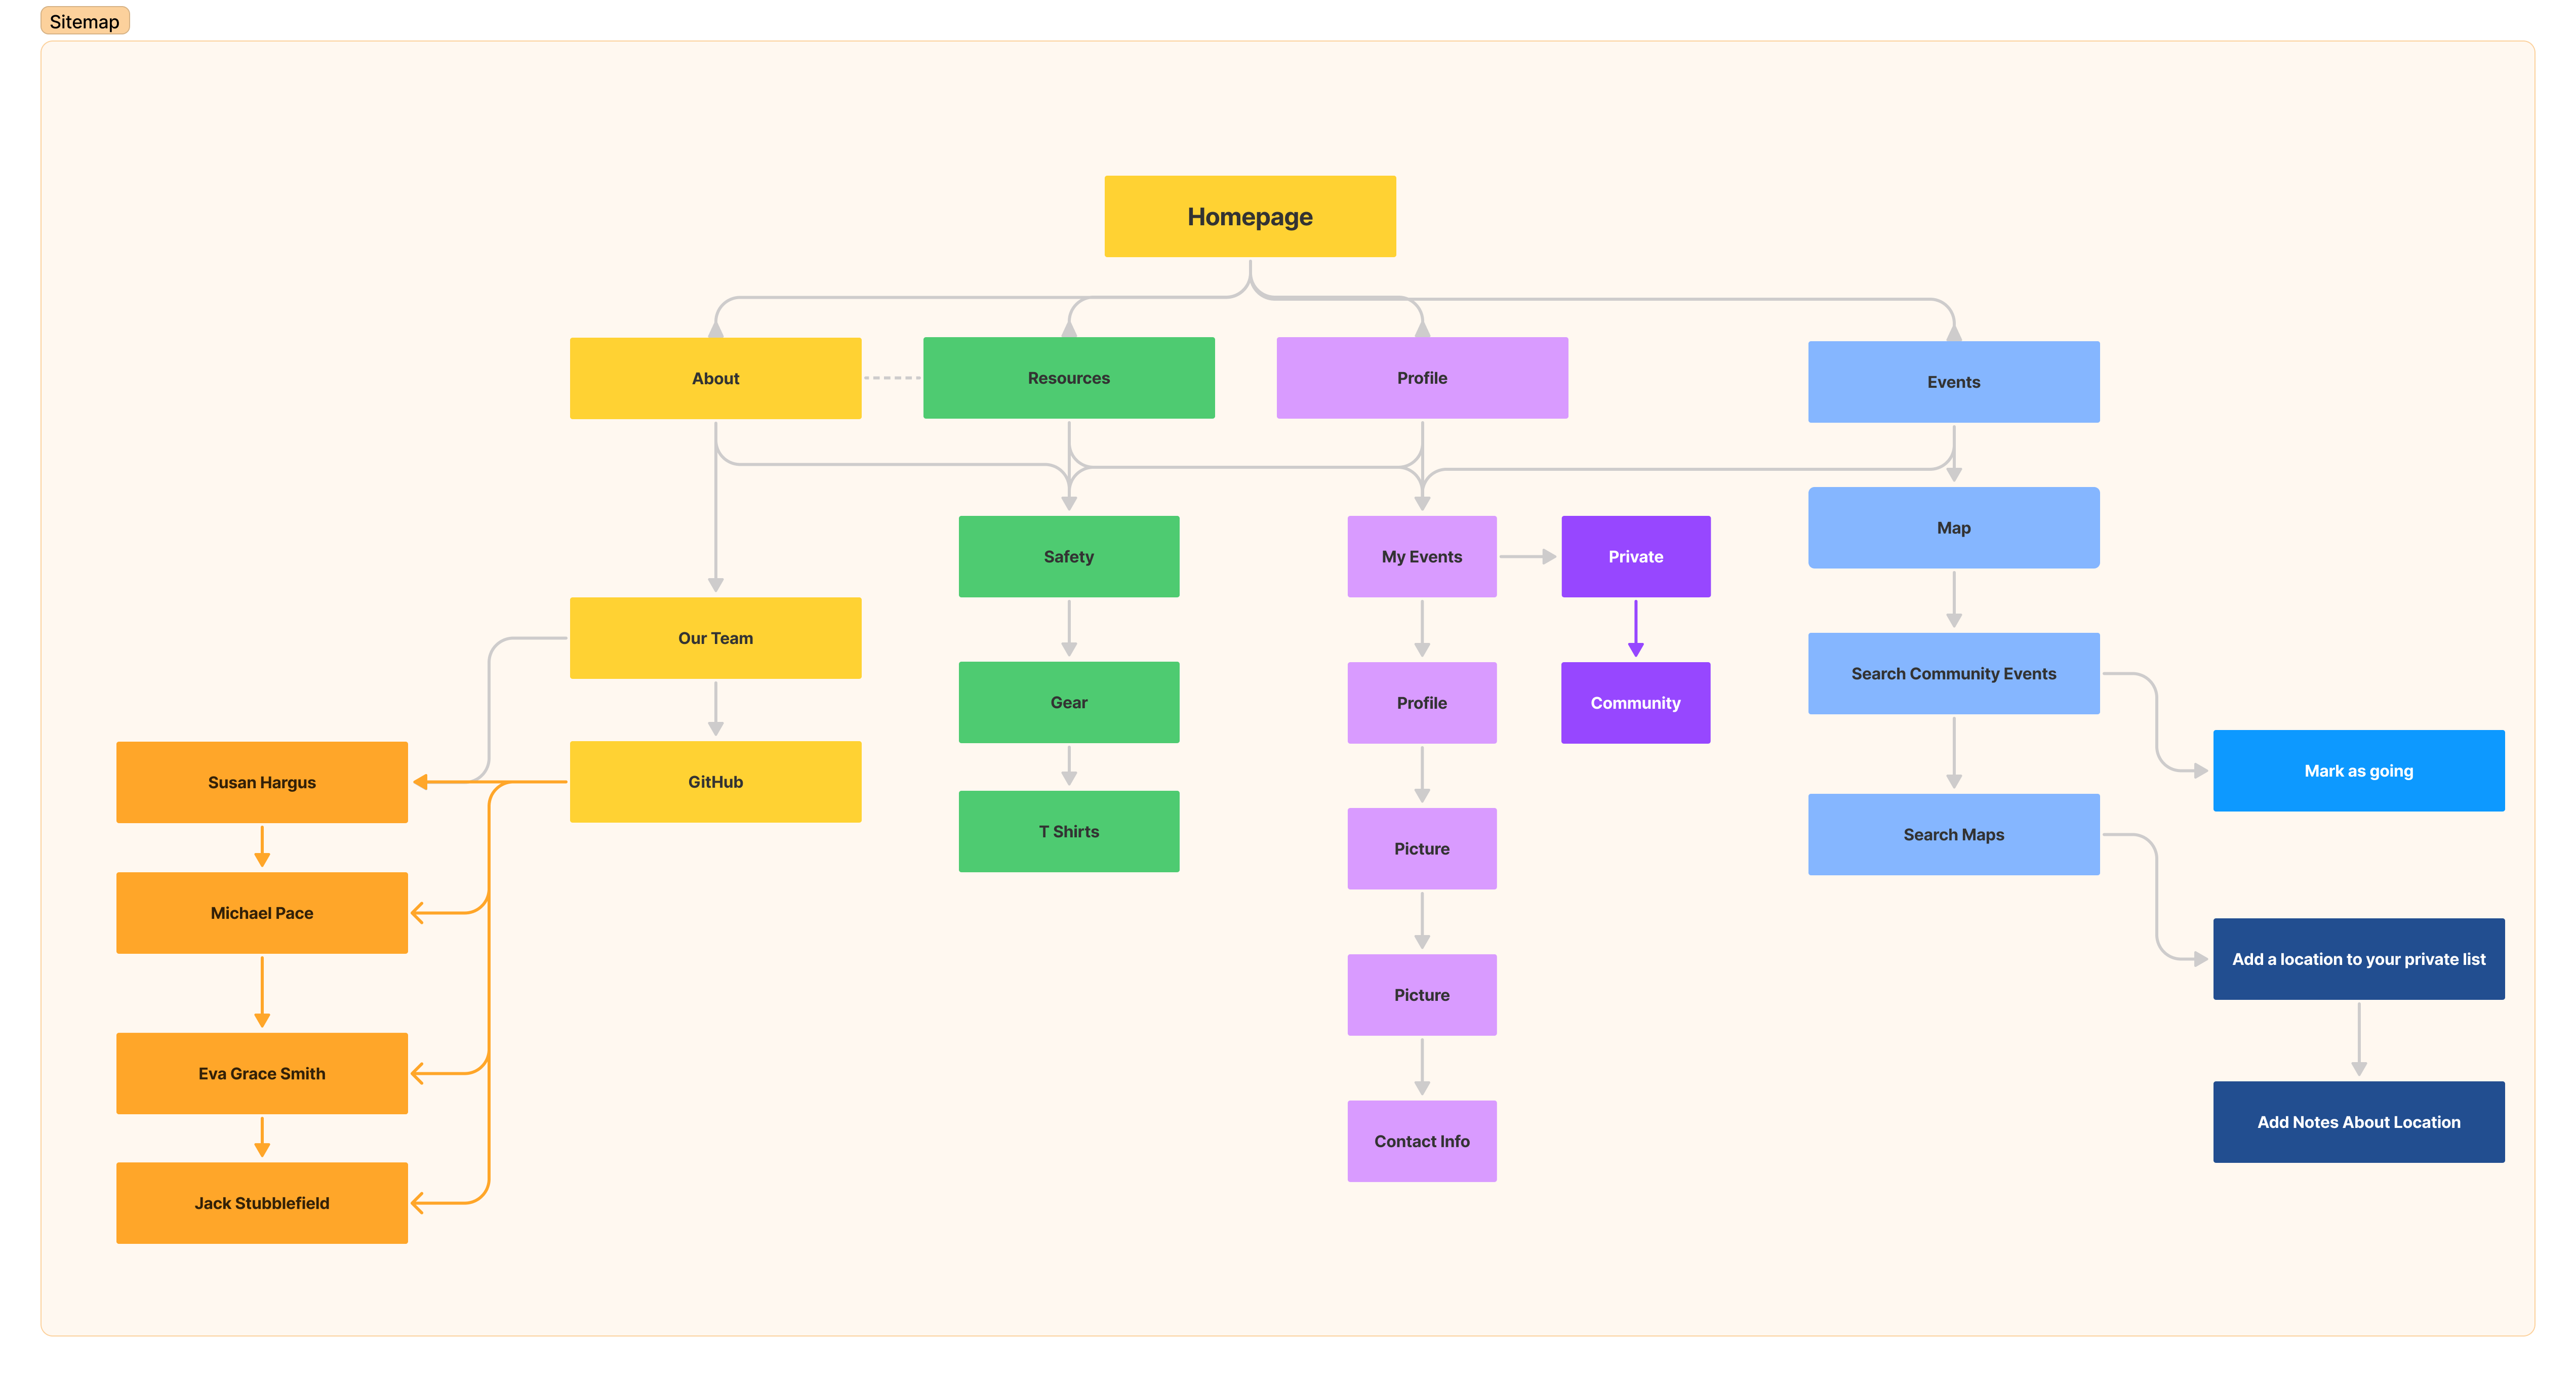 Sitemap
Homepage
About
Resources
Profile
Events
Map
Safety
My Events
Private
Our Team
Search Community Events
Gear
Profile
Community
Mark as going
Susan Hargus
GitHub
T Shirts
Search Maps
Picture
Michael Pace
Add a location to your private list
Picture
Eva Grace Smith
Add Notes About Location
Contact Info
Jack Stubblefield